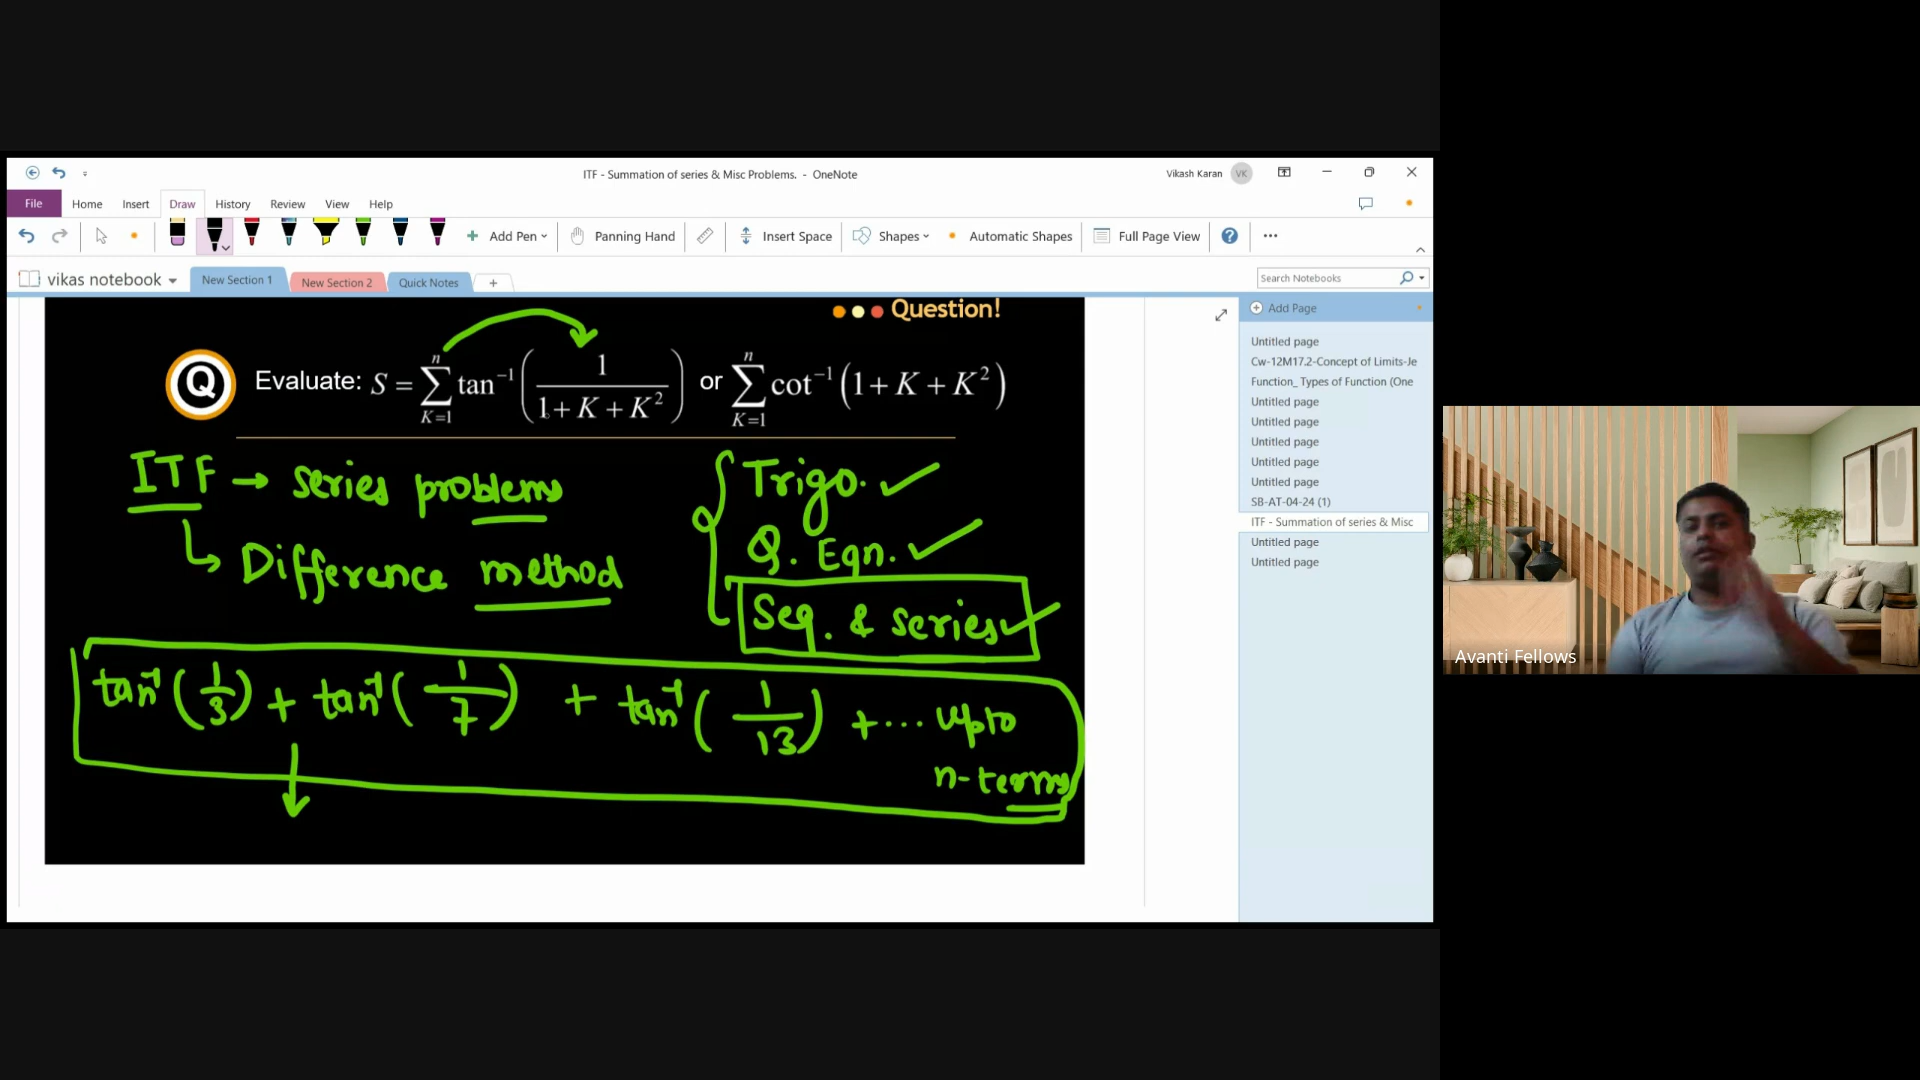 ITF - Summation of series & Misc Problems. - OneNote
Vikash Karan VK
File Home Insert Draw History Review View Help
Add Pen Panning Hand Insert Space Shapes Automatic Shapes Full Page View ? ...
vikas notebook New Section 1 New Section 2 Quick Notes +
Search Notebooks
Question!
Q Evaluate: S = \sum_{K=1}^{n} tan⁻¹(1/(1+K+K²)) or \sum_{K=1}^{n} cot⁻¹(1+K+K²)
ITF → series problems
Difference method
Trigo.
Q. Eqn.
Seq. & series
tan⁻¹(1/3) + tan⁻¹(1/7) + tan⁻¹(1/13) + ... upto
n-terms
Add Page
Untitled page
Cw-12M17.2-Concept of Limits-Je
Function_ Types of Function (One
Untitled page
Untitled page
Untitled page
Untitled page
Untitled page
SB-AT-04-24 (1)
ITF - Summation of series & Misc
Untitled page
Untitled page
Avanti Fellows